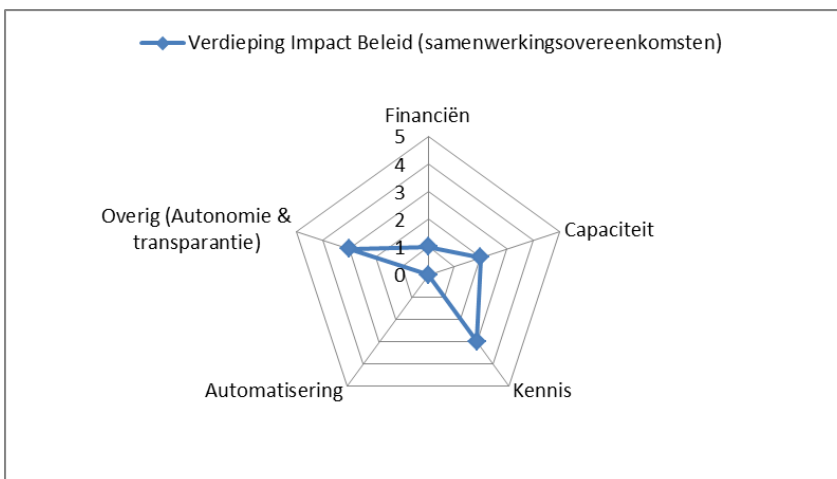 Verdieping Impact Beleid (samenwerkingsovereenkomsten)
Financiën
5
4
3
2
1
0
Capaciteit
Overig (Autonomie &
transparantie)
Automatisering
Kennis